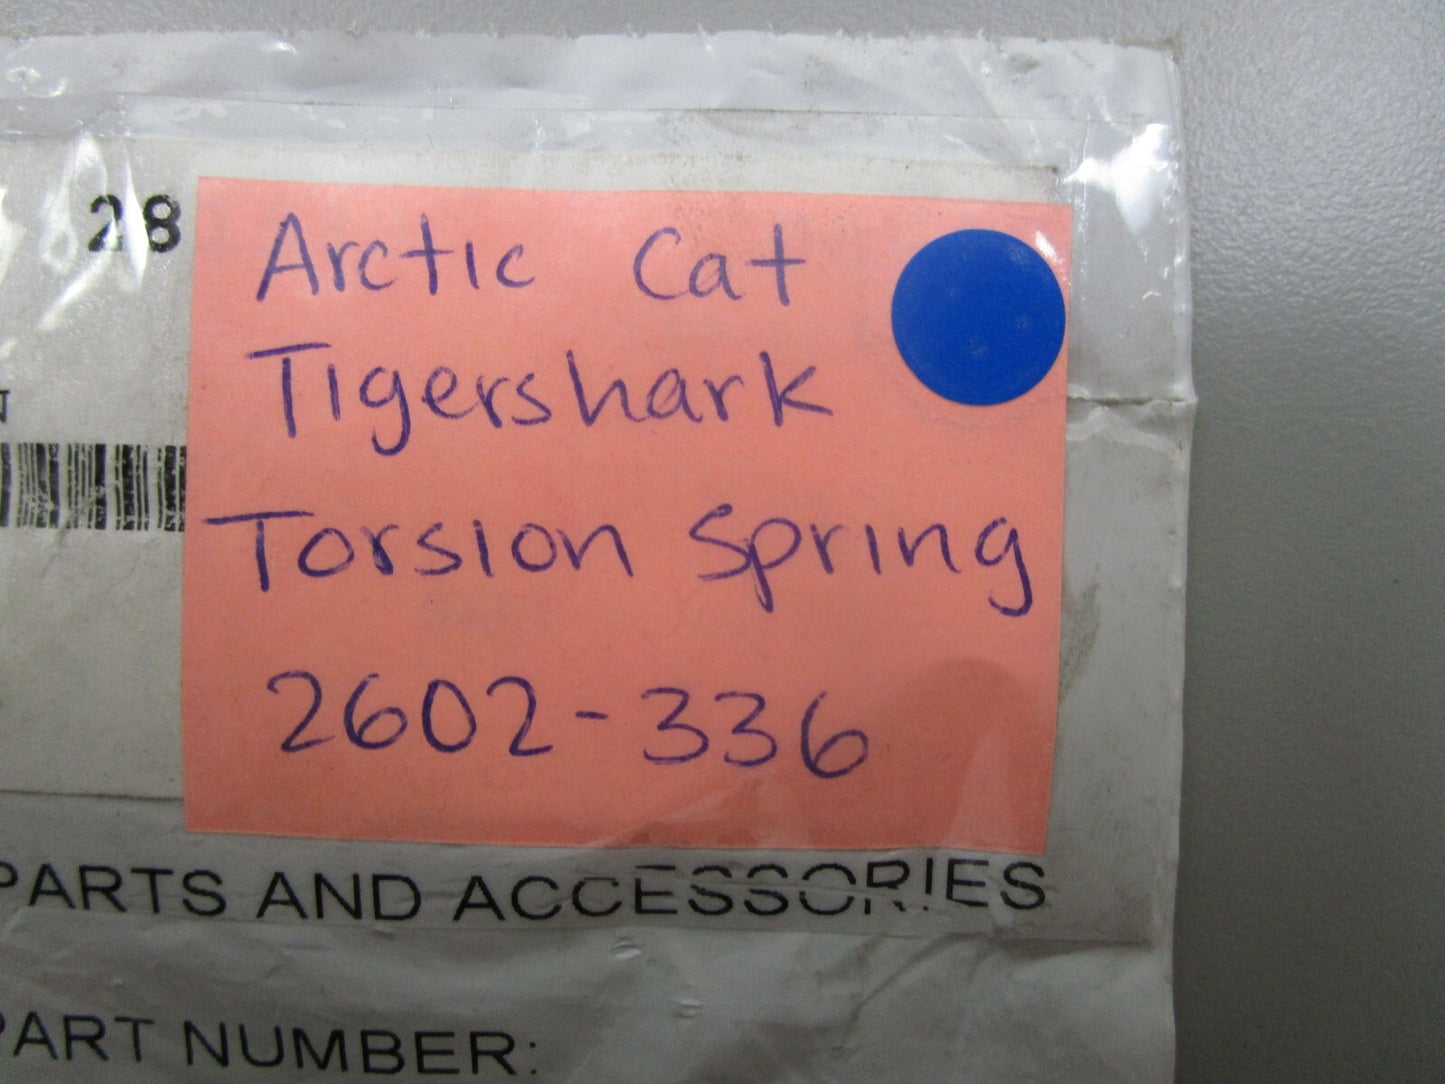 28
Arctic Cat
Tigershark
Torsion Spring
2602-336
N
PARTS AND ACCESSORIES
PART NUMBER: